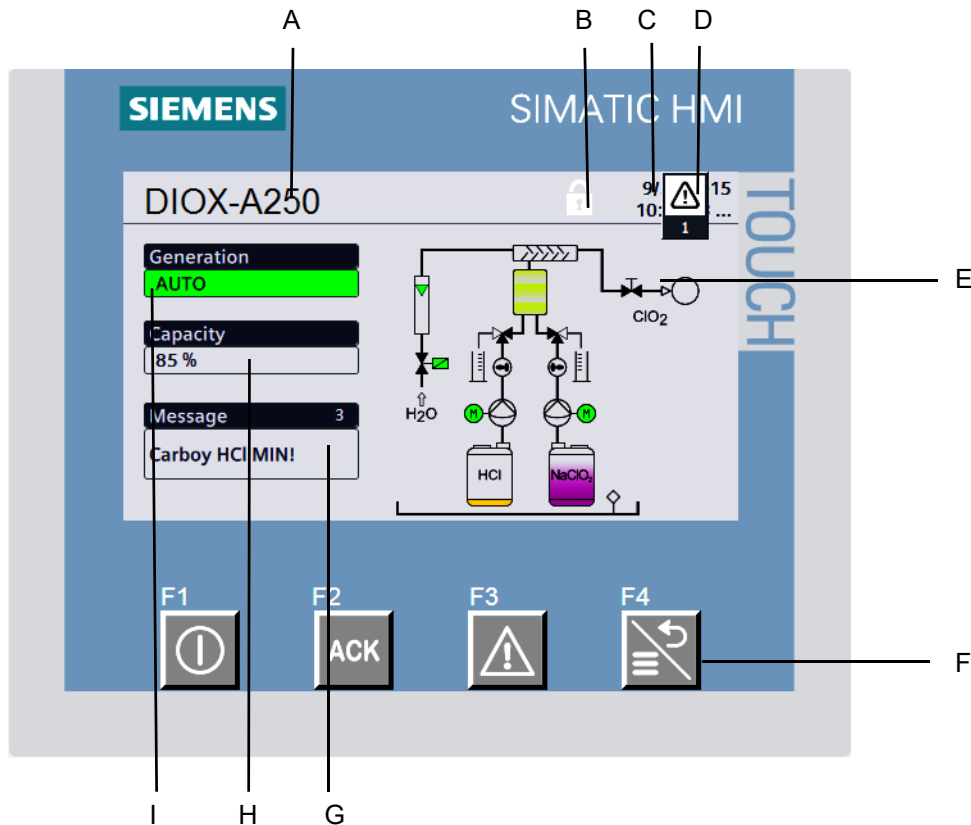 A B C D
SIEMENS SIMATIC HMI
TOUCH
DIOX-A250
9/ 15
10: ...
1
Generation
AUTO
E
ClO2
Capacity
85 %
H2O
M M
Message 3
Carboy HCl MIN!
HCl NaClO2
F1 F2 F3 F4
ACK
F
I H G